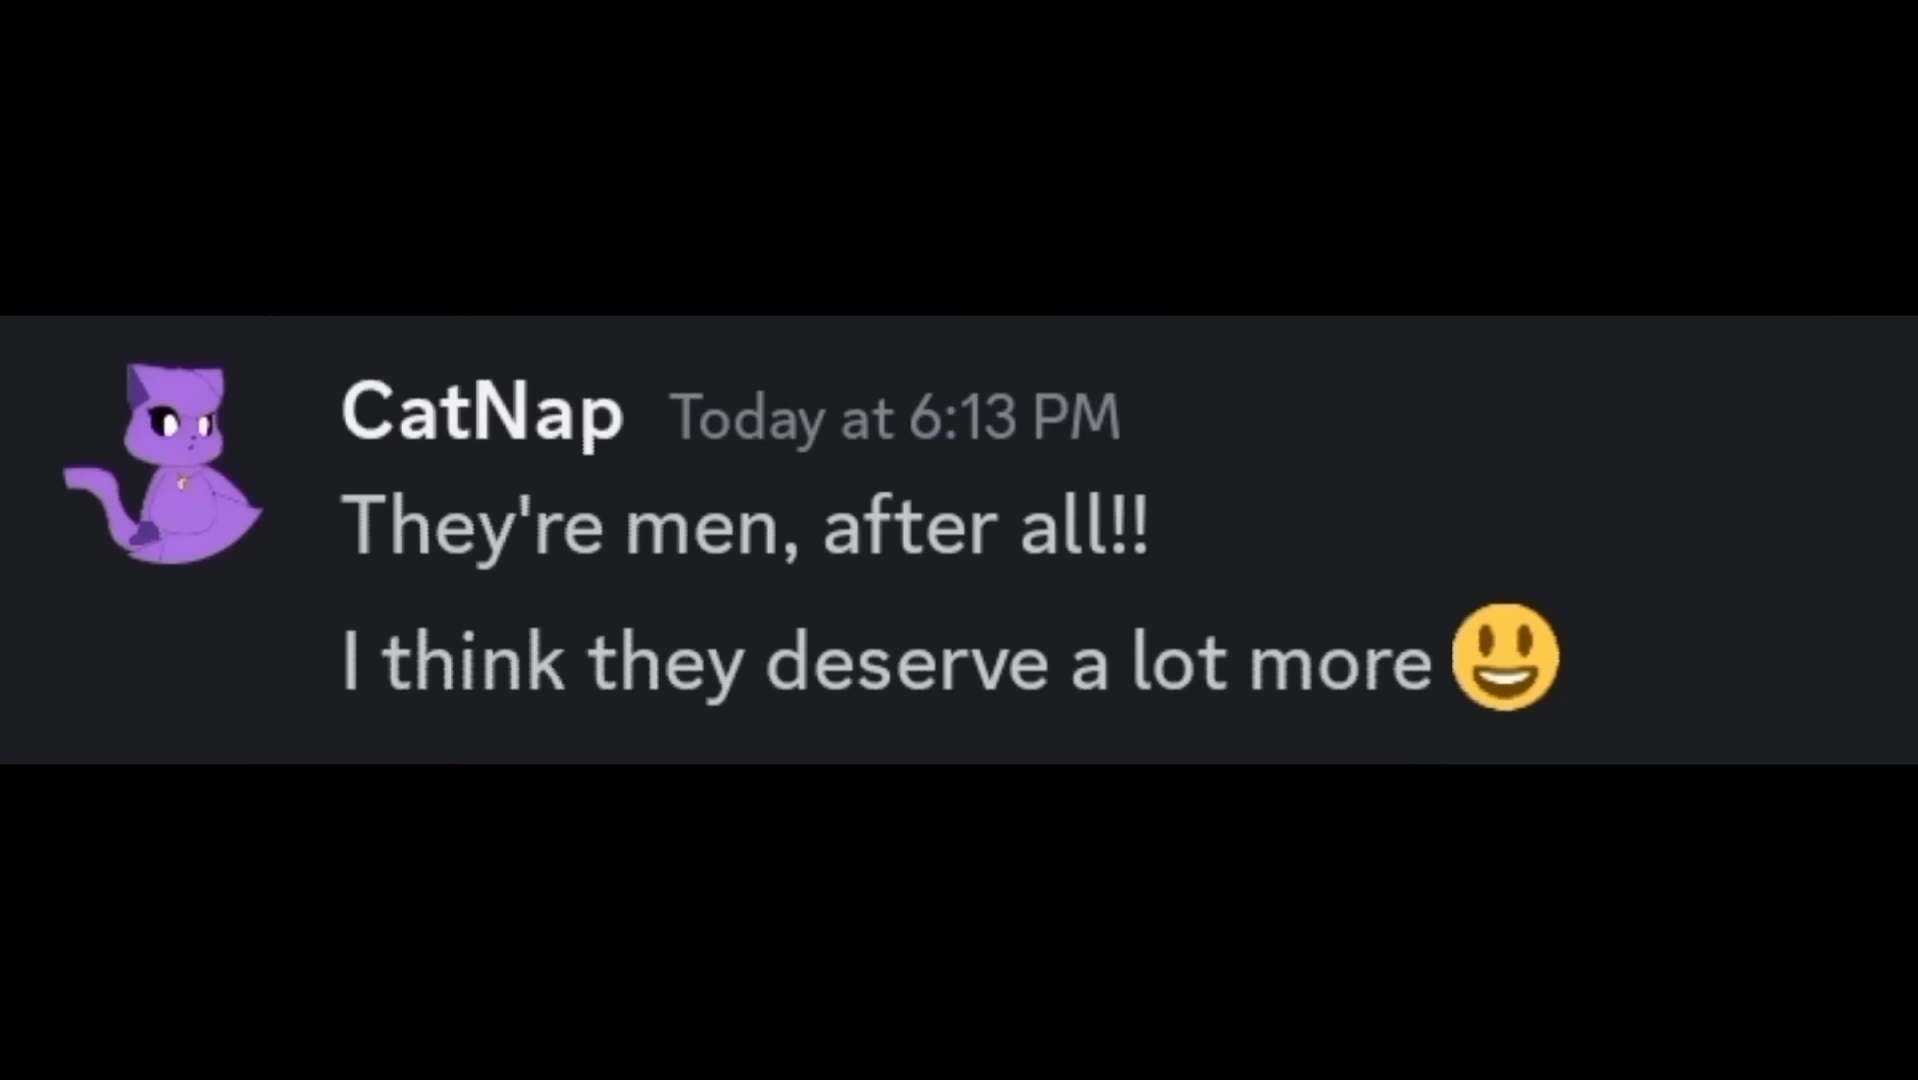 CatNap Today at 6:13 PM
They're men, after all!!
I think they deserve a lot more 😃